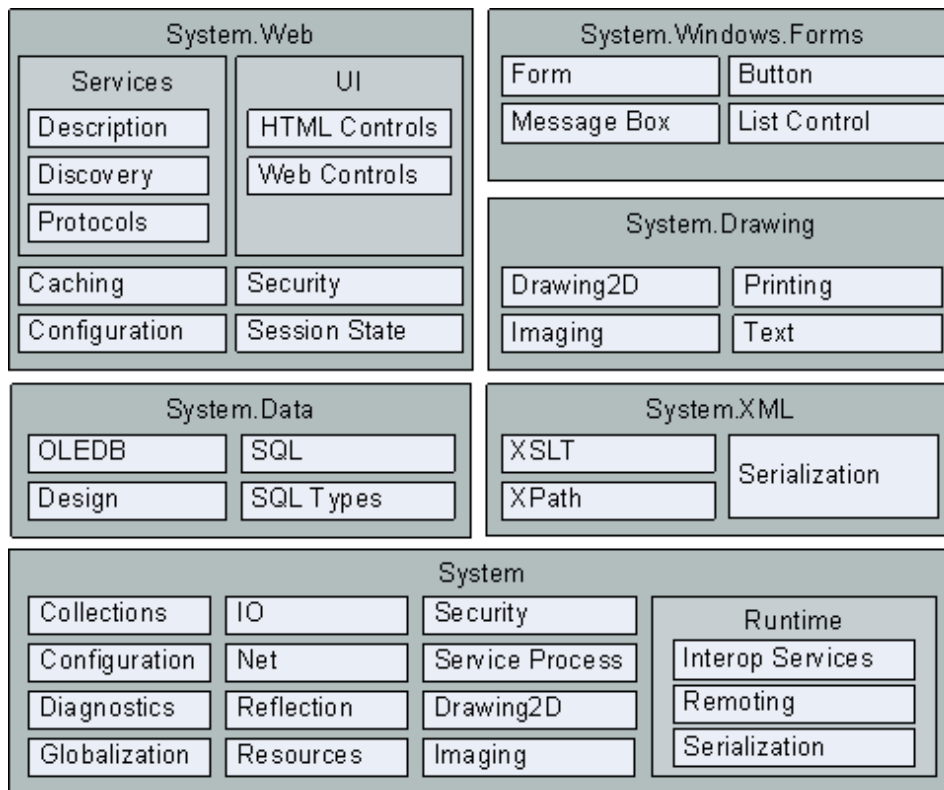 System.Web
Services
Description
Discovery
Protocols
UI
HTML Controls
Web Controls
Caching
Security
Configuration
Session State
System.Windows.Forms
Form
Button
Message Box
List Control
System.Drawing
Drawing2D
Printing
Imaging
Text
System.Data
OLEDB
SQL
Design
SQL Types
System.XML
XSLT
XPath
Serialization
System
Collections
IO
Security
Configuration
Net
Service Process
Diagnostics
Reflection
Drawing2D
Globalization
Resources
Imaging
Runtime
Interop Services
Remoting
Serialization